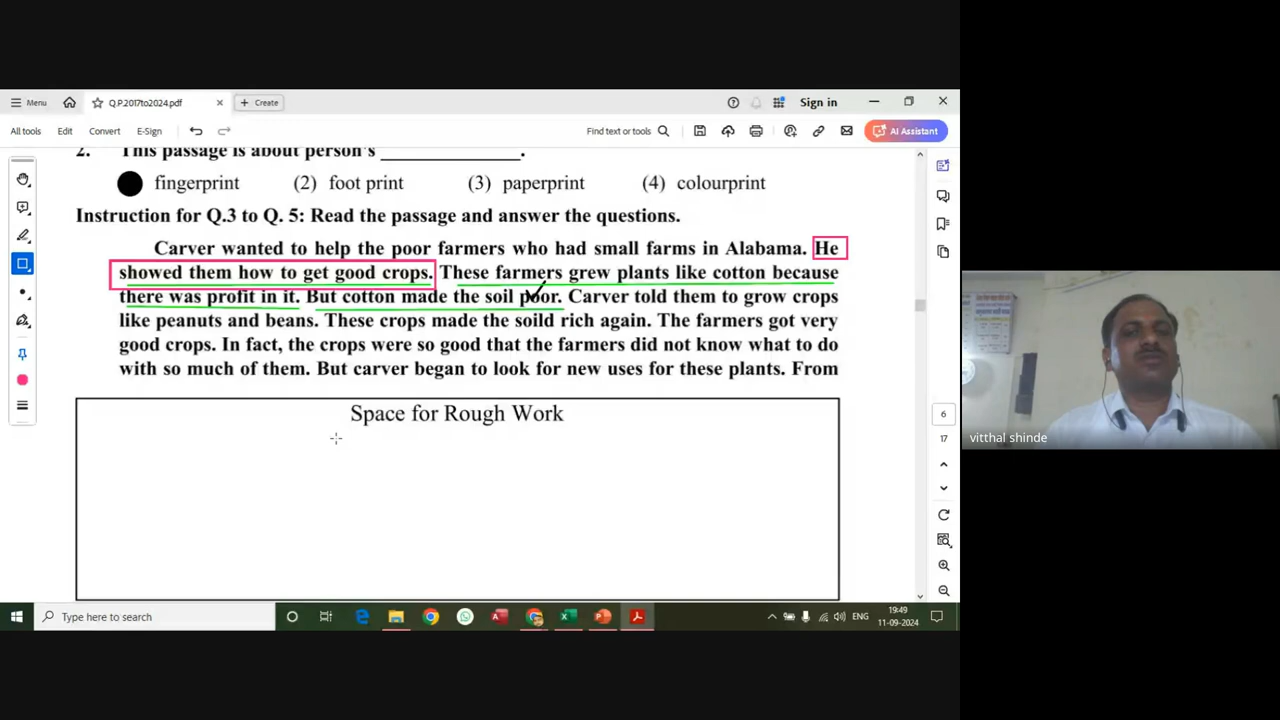 Menu
Q.P.2017to2024.pdf
Create
Sign in
All tools
Edit
Convert
E-Sign
Find text or tools
AI Assistant
2. This passage is about person's _______________.
fingerprint (2) foot print (3) paperprint (4) colourprint
Instruction for Q.3 to Q. 5: Read the passage and answer the questions.
Carver wanted to help the poor farmers who had small farms in Alabama. He
showed them how to get good crops. These farmers grew plants like cotton because
there was profit in it. But cotton made the soil poor. Carver told them to grow crops
like peanuts and beans. These crops made the soild rich again. The farmers got very
good crops. In fact, the crops were so good that the farmers did not know what to do
with so much of them. But carver began to look for new uses for these plants. From
Space for Rough Work
6
17
vitthal shinde
Type here to search
ENG
19:49
11-09-2024